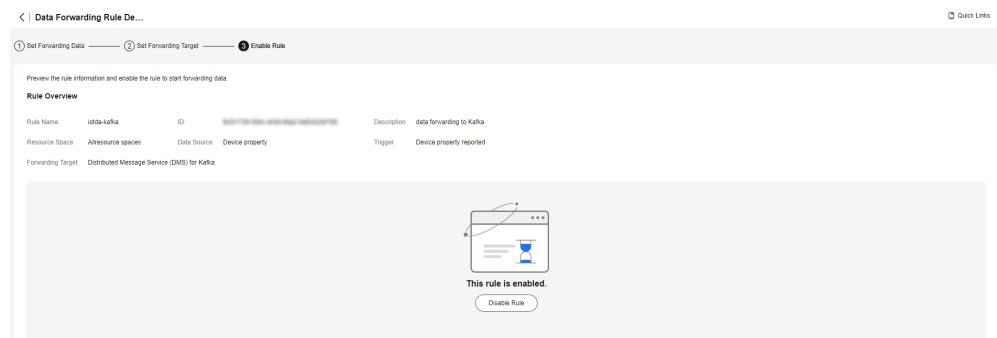 Data Forwarding Rule De...
Quick Links
1 Set Forwarding Data 2 Set Forwarding Target 3 Enable Rule
Preview the rule information and enable the rule to start forwarding data.
Rule Overview
Rule Name iotda-kafka ID: Description data forwarding to Kafka
Resource Space Allresource spaces Data Source Device property Trigger Device property reported
Forwarding Target Distributed Message Service (DMS) for Kafka
This rule is enabled.
Disable Rule